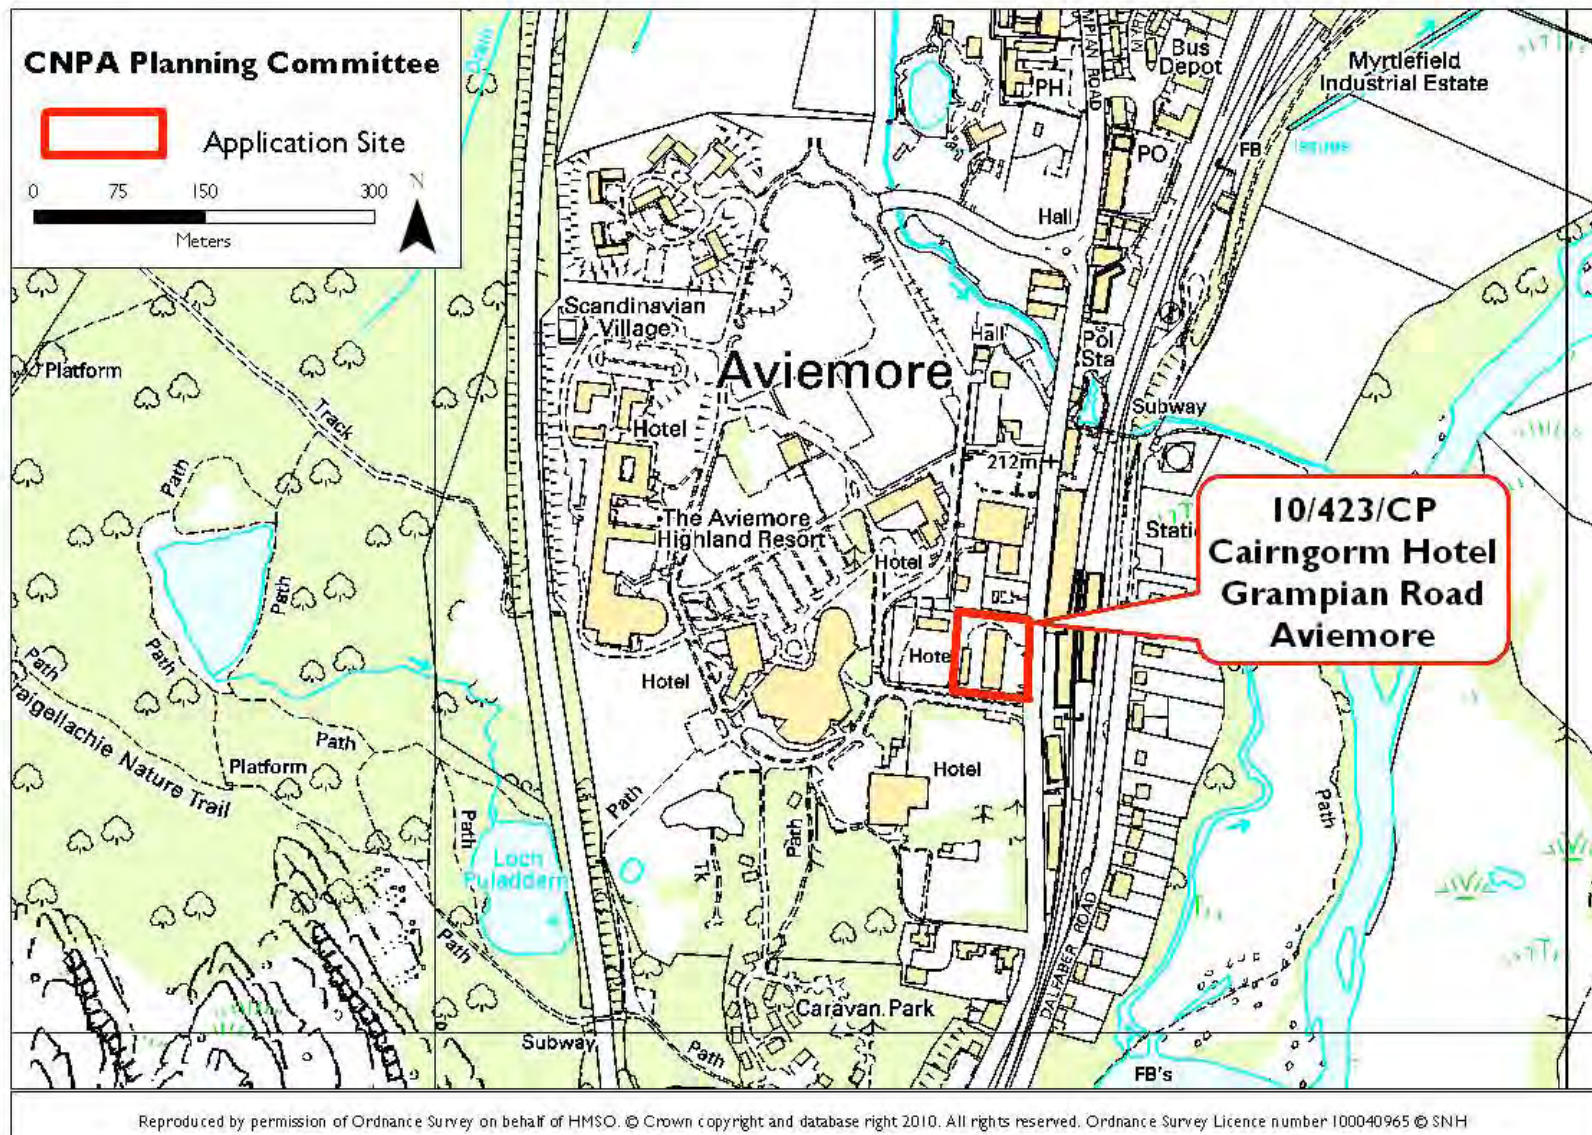 CNPA Planning Committee
Application Site
0 75 150 300
N
Meters
Drain
PH
ROAD
Bus
Depot
Myrtlefield
Industrial Estate
PO
FB
Issues
Hall
Scandinavian
Village
Hall
Pol
Sta
Aviemore
Platform
Track
Subway
Hotel
Path
212m
The Aviemore
Highland Resort
10/423/CP
Cairngorm Hotel
Grampian Road
Aviemore
Path
Hotel
Path
Path
Hotel
raigellachie Nature Trail
Path
Platform
Hotel
Path
Path
Path
Tk
Path
Loch
Puladdern
Path
DALFABER ROAD
Caravan Park
Subway
Path
FB's
Reproduced by permission of Ordnance Survey on behalf of HMSO. © Crown copyright and database right 2010. All rights reserved. Ordnance Survey Licence number 100040965 © SNH